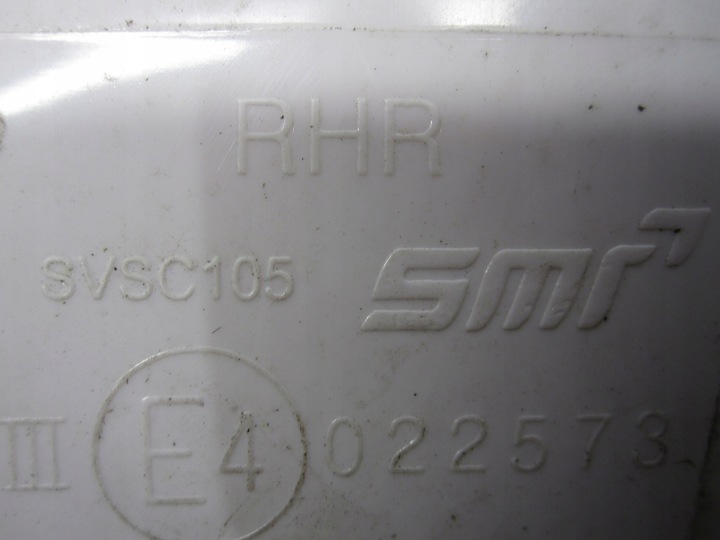 RHR
SVSC105 smr
III E4 022573